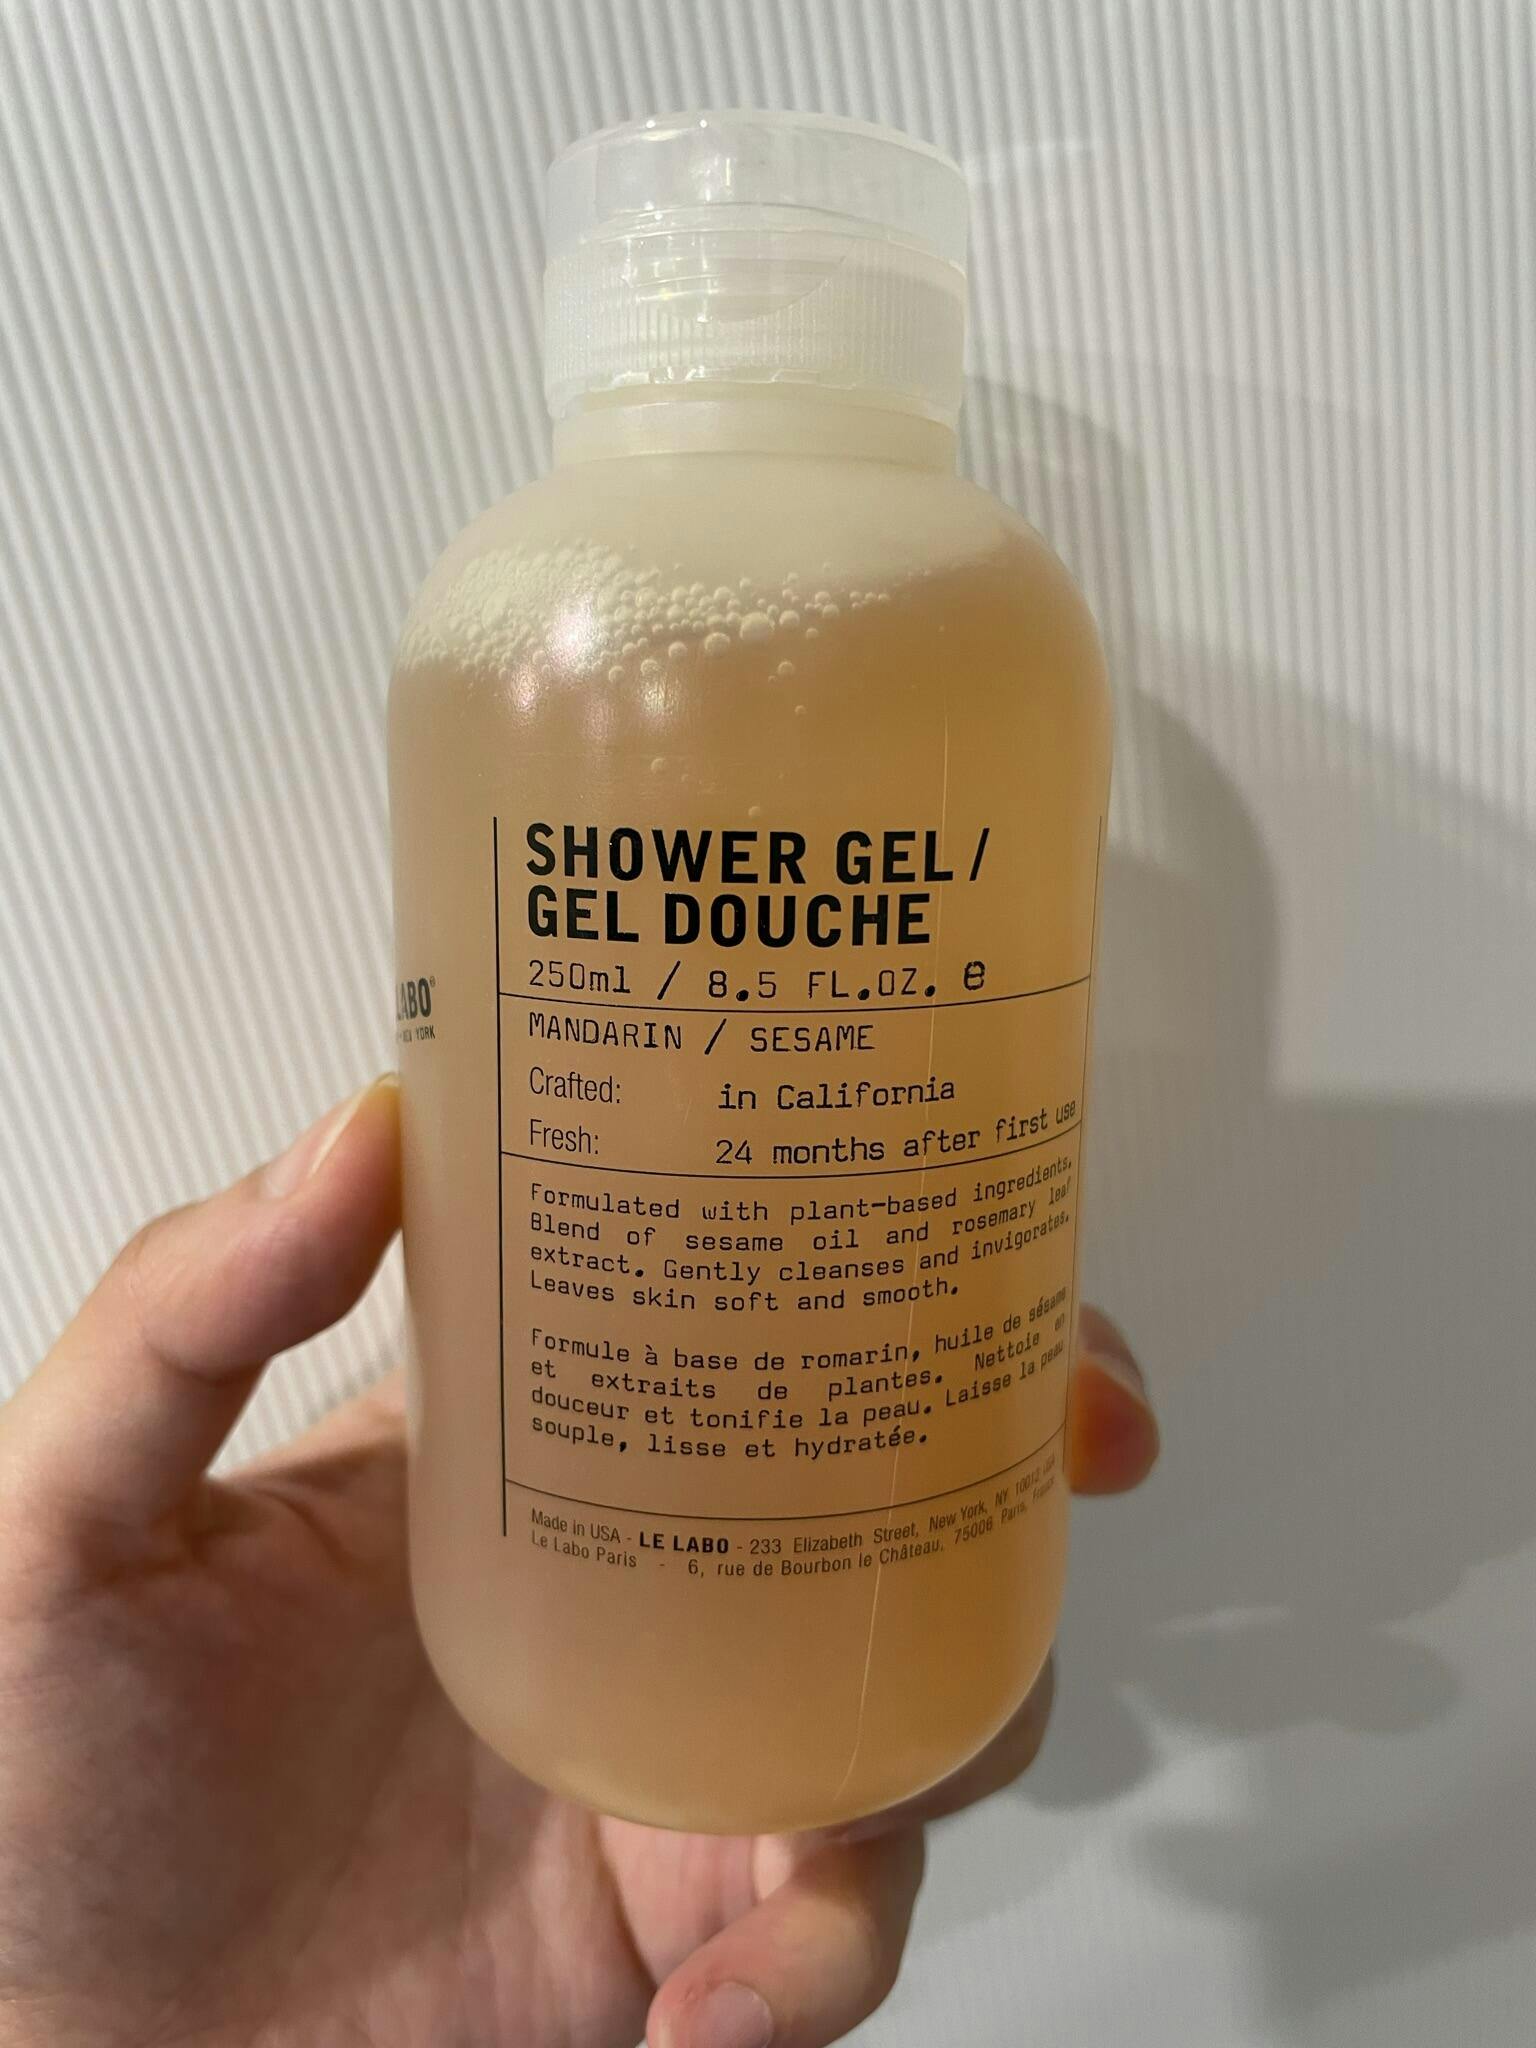 SHOWER GEL /
GEL DOUCHE
250ml / 8.5 FL.OZ. e
LABO®
NEW YORK
MANDARIN / SESAME
Crafted: in California
Fresh: 24 months after first use
Formulated with plant-based ingredients.
Blend of sesame oil and rosemary leaf
extract. Gently cleanses and invigorates.
Leaves skin soft and smooth.
Formule à base de romarin, huile de sésame
et extraits de plantes. Nettoie en
douceur et tonifie la peau. Laisse la peau
souple, lisse et hydratée.
Made in USA - LE LABO - 233 Elizabeth Street, New York, NY 10012 USA
Le Labo Paris - 6, rue de Bourbon le Château, 75006 Paris, France